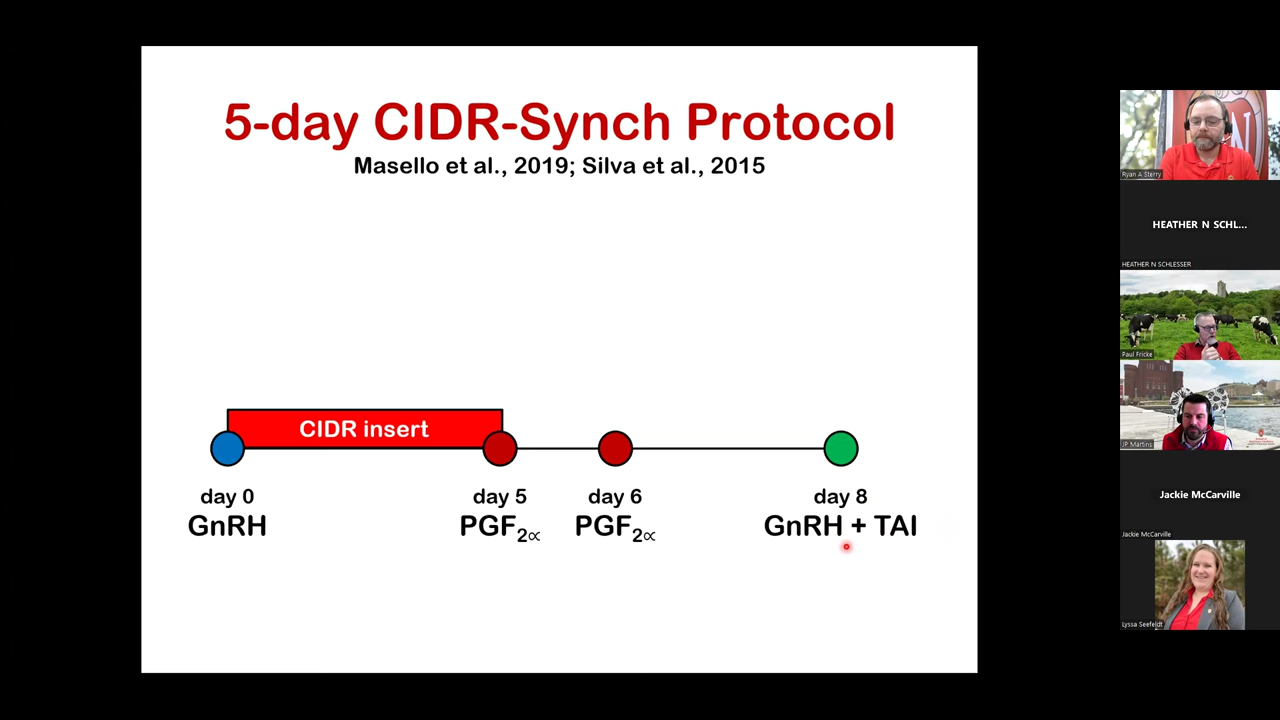 5-day CIDR-Synch Protocol
Masello et al., 2019; Silva et al., 2015
CIDR insert
day 0
GnRH
day 5
PGF2∝
day 6
PGF2∝
day 8
GnRH + TAI
Ryan A Sterry
HEATHER N SCHL...
HEATHER N SCHLESSER
Paul Fricke
JP Martins
Jackie McCarville
Jackie McCarville
Lyssa Seefeldt